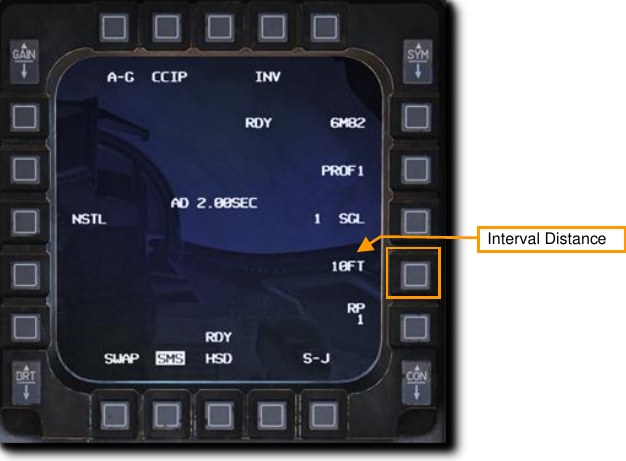 GAIN
SYM
A-G CCIP INV
RDY 6M82
PROF1
AD 2.00SEC
NSTL 1 SGL
Interval Distance
10FT
RP
1
RDY
SWAP SMS HSD S-J
BRT
CON